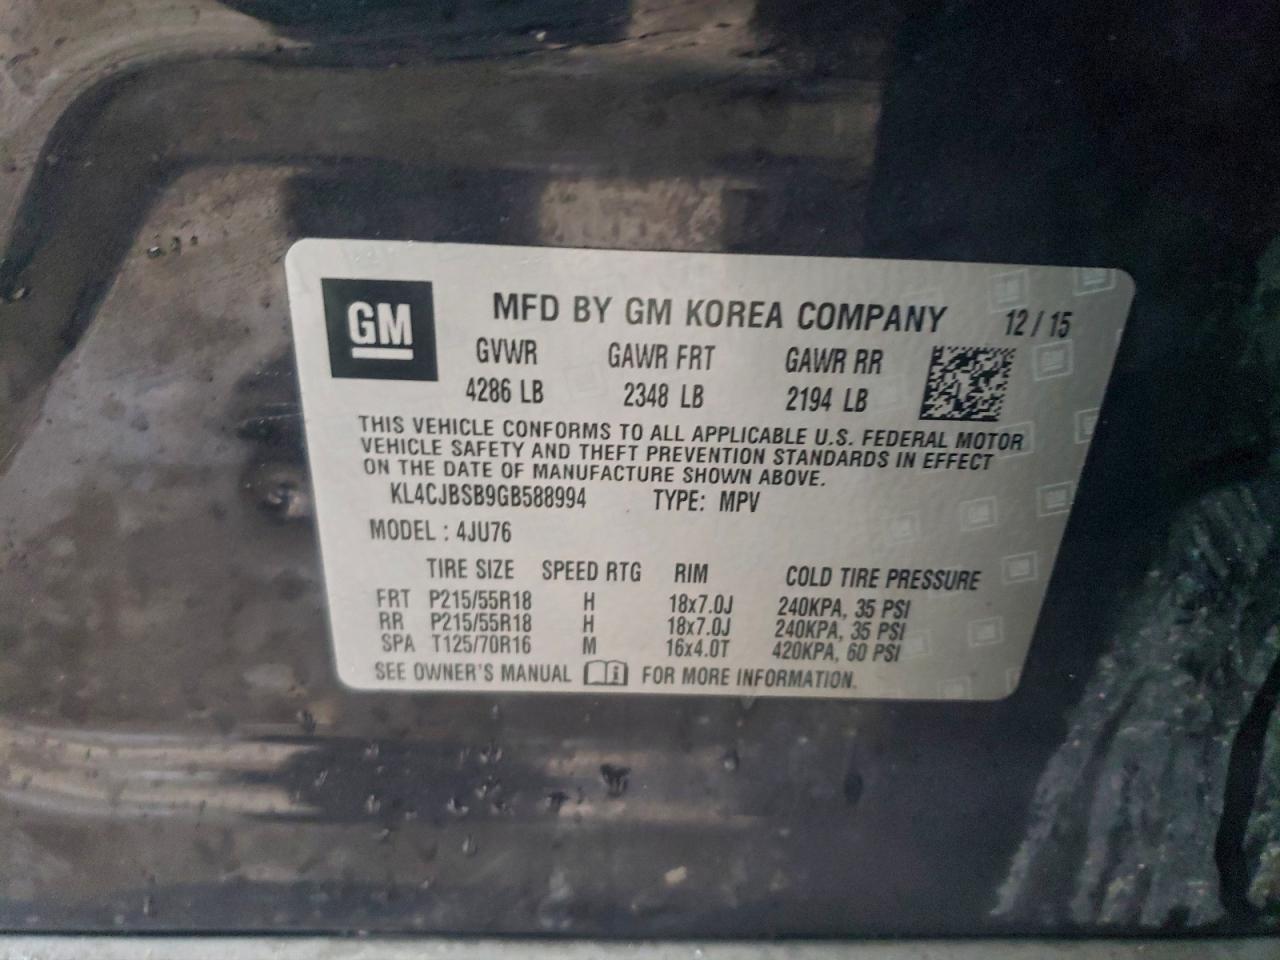 GM
MFD BY GM KOREA COMPANY 12 / 15
GVWR GAWR FRT GAWR RR
4286 LB 2348 LB 2194 LB
THIS VEHICLE CONFORMS TO ALL APPLICABLE U.S. FEDERAL MOTOR
VEHICLE SAFETY AND THEFT PREVENTION STANDARDS IN EFFECT
ON THE DATE OF MANUFACTURE SHOWN ABOVE.
KL4CJBSB9GB588994 TYPE: MPV
MODEL : 4JU76
TIRE SIZE SPEED RTG RIM COLD TIRE PRESSURE
FRT P215/55R18 H 18x7.0J 240KPA, 35 PSI
RR P215/55R18 H 18x7.0J 240KPA, 35 PSI
SPA T125/70R16 M 16x4.0T 420KPA, 60 PSI
SEE OWNER'S MANUAL i FOR MORE INFORMATION.